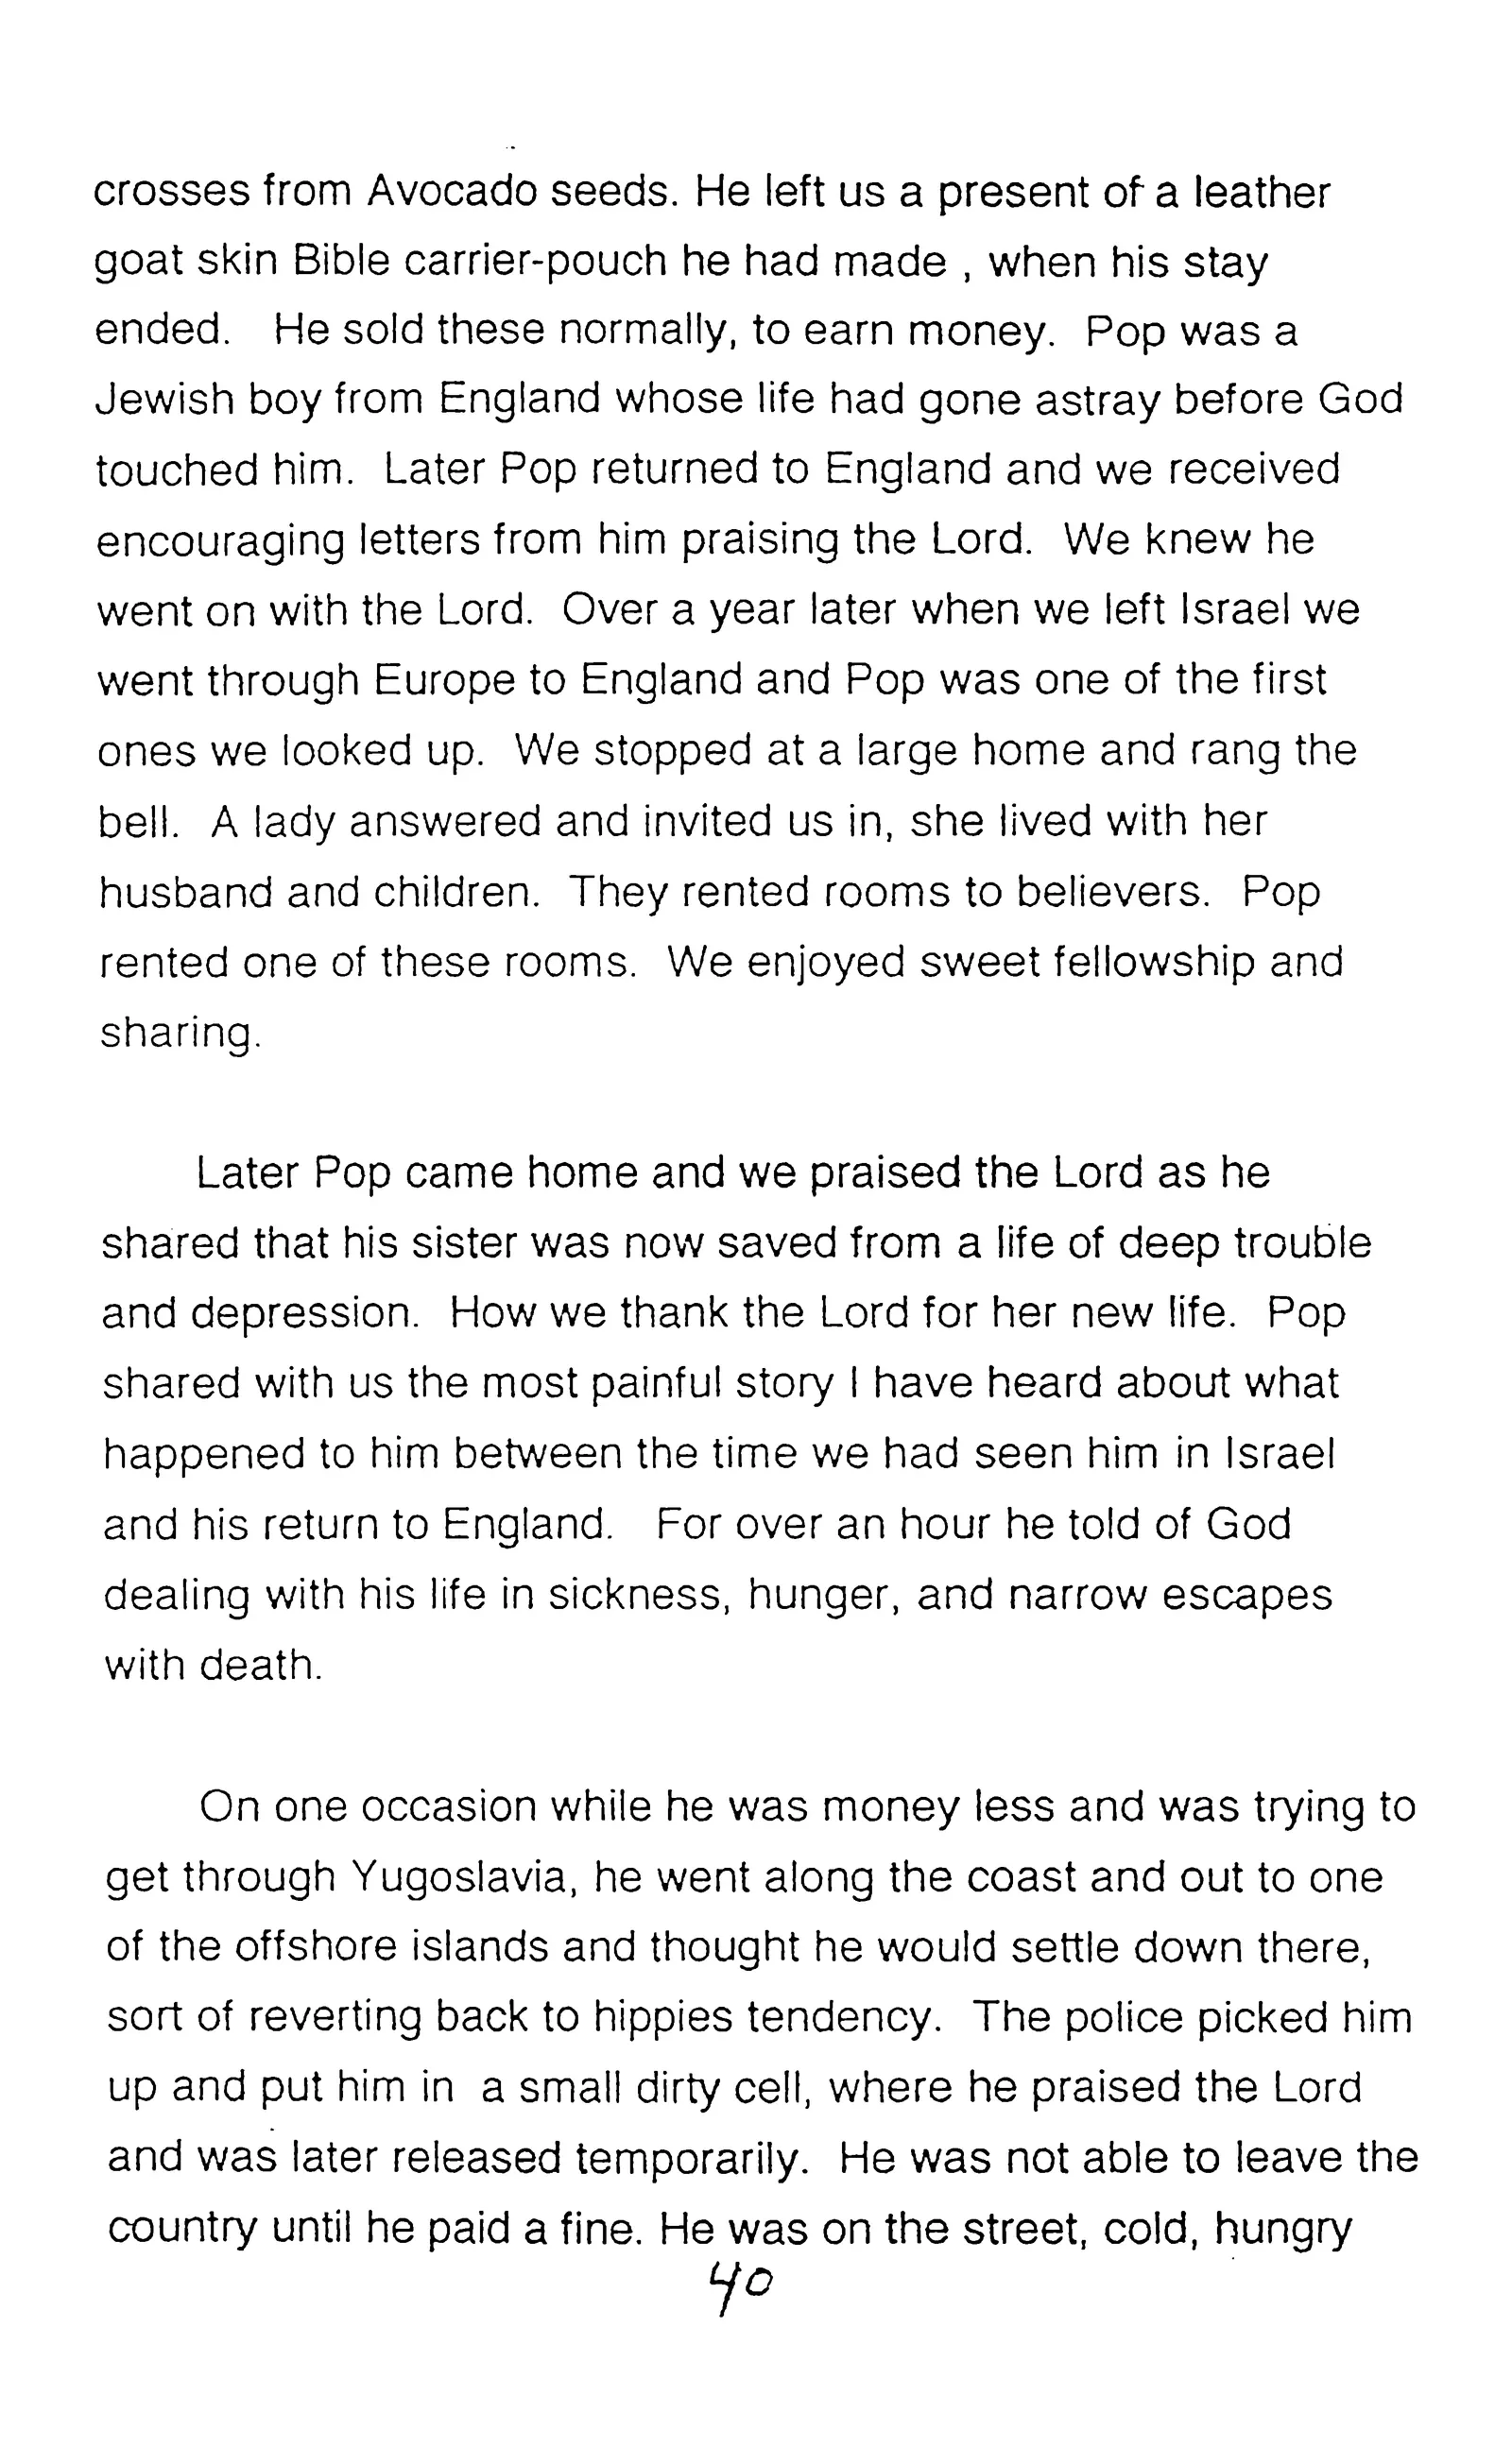 crosses from Avocado seeds. He left us a present of a leather
goat skin Bible carrier-pouch he had made , when his stay
ended. He sold these normally, to earn money. Pop was a
Jewish boy from England whose life had gone astray before God
touched him. Later Pop returned to England and we received
encouraging letters from him praising the Lord. We knew he
went on with the Lord. Over a year later when we left Israel we
went through Europe to England and Pop was one of the first
ones we looked up. We stopped at a large home and rang the
bell. A lady answered and invited us in, she lived with her
husband and children. They rented rooms to believers. Pop
rented one of these rooms. We enjoyed sweet fellowship and
sharing.
Later Pop came home and we praised the Lord as he
shared that his sister was now saved from a life of deep trouble
and depression. How we thank the Lord for her new life. Pop
shared with us the most painful story I have heard about what
happened to him between the time we had seen him in Israel
and his return to England. For over an hour he told of God
dealing with his life in sickness, hunger, and narrow escapes
with death.
On one occasion while he was money less and was trying to
get through Yugoslavia, he went along the coast and out to one
of the offshore islands and thought he would settle down there,
sort of reverting back to hippies tendency. The police picked him
up and put him in a small dirty cell, where he praised the Lord
and was later released temporarily. He was not able to leave the
country until he paid a fine. He was on the street, cold, hungry
40